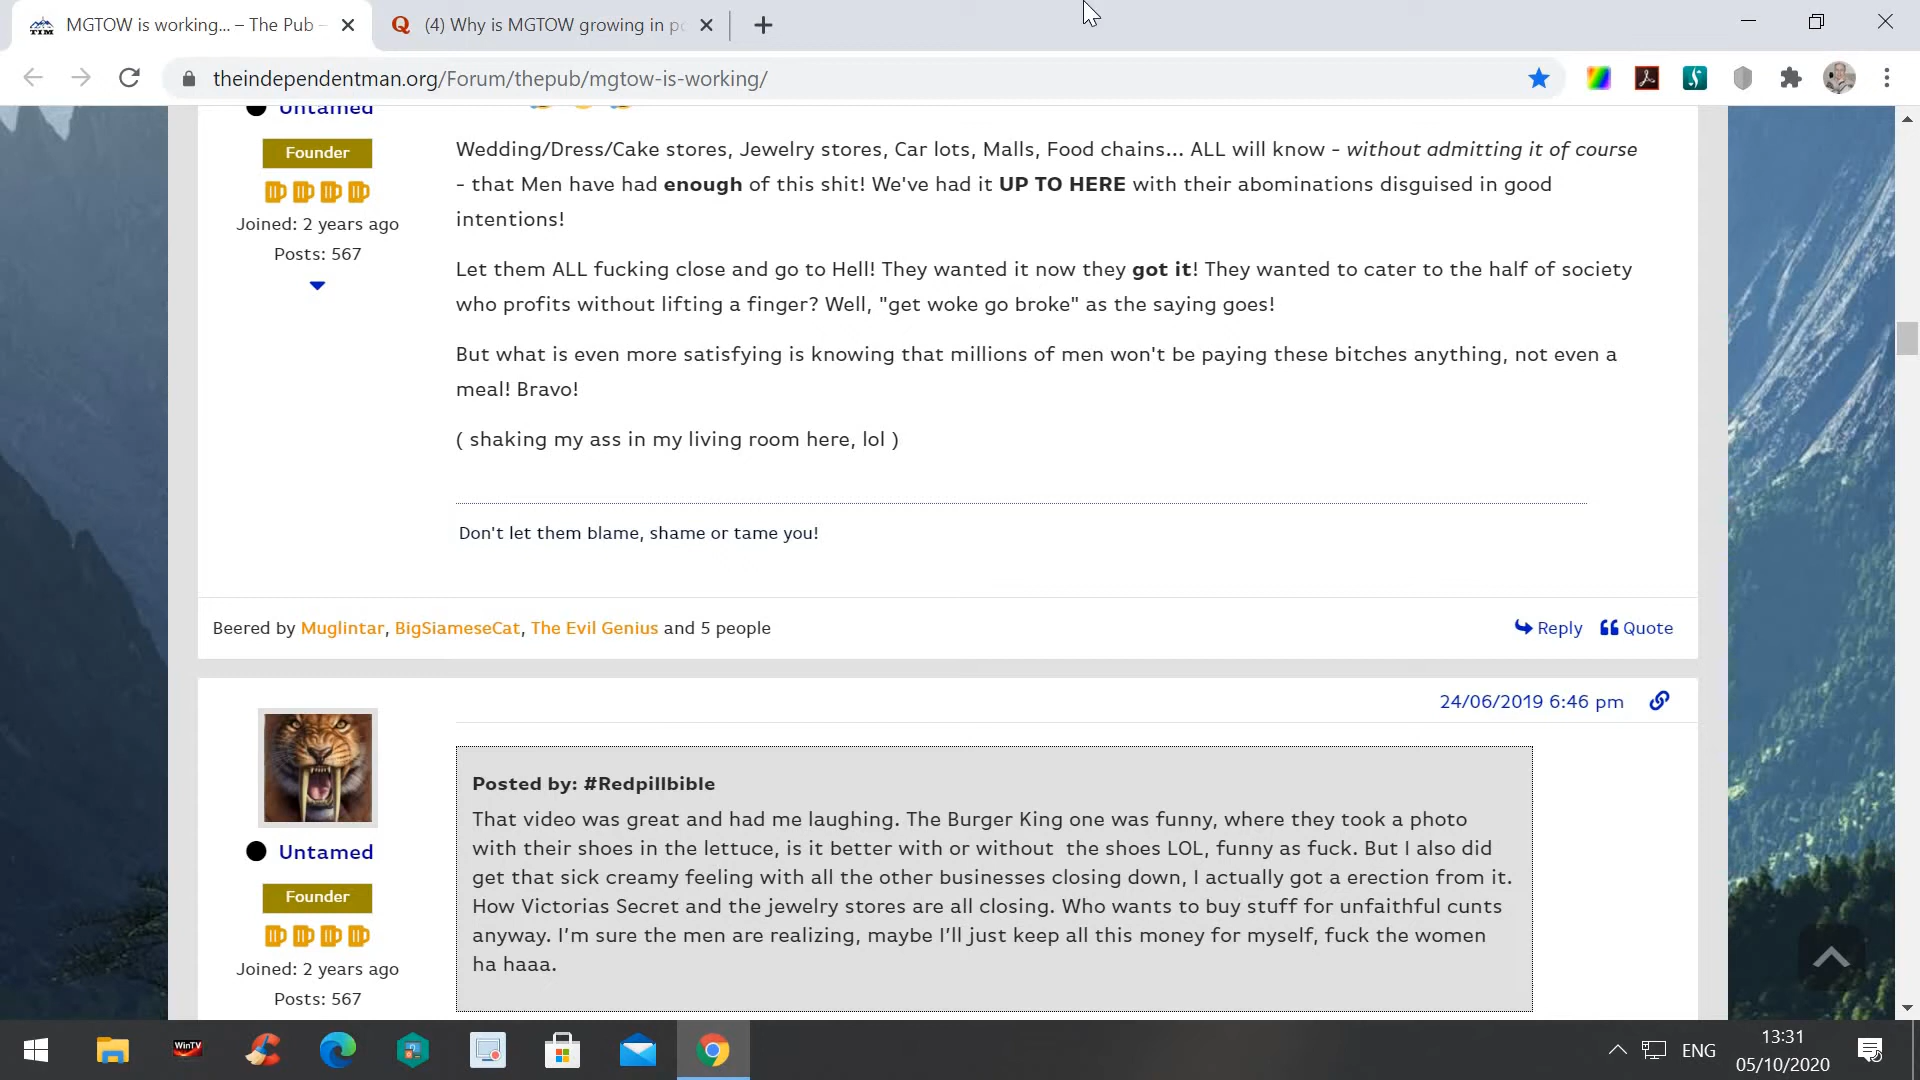 MGTOW is working... – The Pub –
(4) Why is MGTOW growing in po
theindependentman.org/Forum/thepub/mgtow-is-working/
Untamed
Founder
Joined: 2 years ago
Posts: 567
Wedding/Dress/Cake stores, Jewelry stores, Car lots, Malls, Food chains... ALL will know - without admitting it of course
- that Men have had enough of this shit! We've had it UP TO HERE with their abominations disguised in good
intentions!
Let them ALL fucking close and go to Hell! They wanted it now they got it! They wanted to cater to the half of society
who profits without lifting a finger? Well, "get woke go broke" as the saying goes!
But what is even more satisfying is knowing that millions of men won't be paying these bitches anything, not even a
meal! Bravo!
( shaking my ass in my living room here, lol )
Don't let them blame, shame or tame you!
Beered by Muglintar, BigSiameseCat, The Evil Genius and 5 people
Reply
Quote
24/06/2019 6:46 pm
Untamed
Founder
Joined: 2 years ago
Posts: 567
Posted by: #Redpillbible
That video was great and had me laughing. The Burger King one was funny, where they took a photo
with their shoes in the lettuce, is it better with or without the shoes LOL, funny as fuck. But I also did
get that sick creamy feeling with all the other businesses closing down, I actually got a erection from it.
How Victorias Secret and the jewelry stores are all closing. Who wants to buy stuff for unfaithful cunts
anyway. I'm sure the men are realizing, maybe I'll just keep all this money for myself, fuck the women
ha haaa.
WinTV
ENG
13:31
05/10/2020